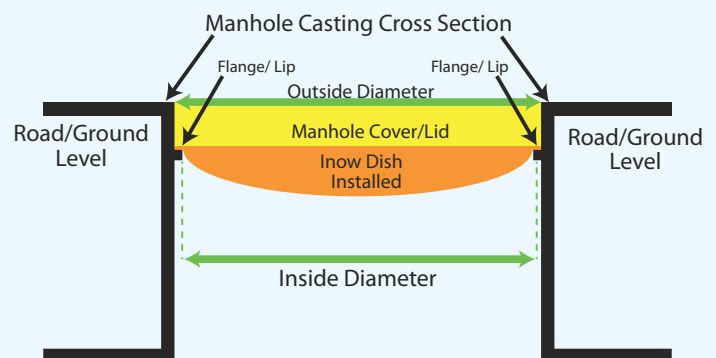 Manhole Casting Cross Section
Flange/ Lip
Flange/ Lip
Outside Diameter
Road/Ground
Level
Manhole Cover/Lid
Road/Ground
Level
Inow Dish
Installed
Inside Diameter